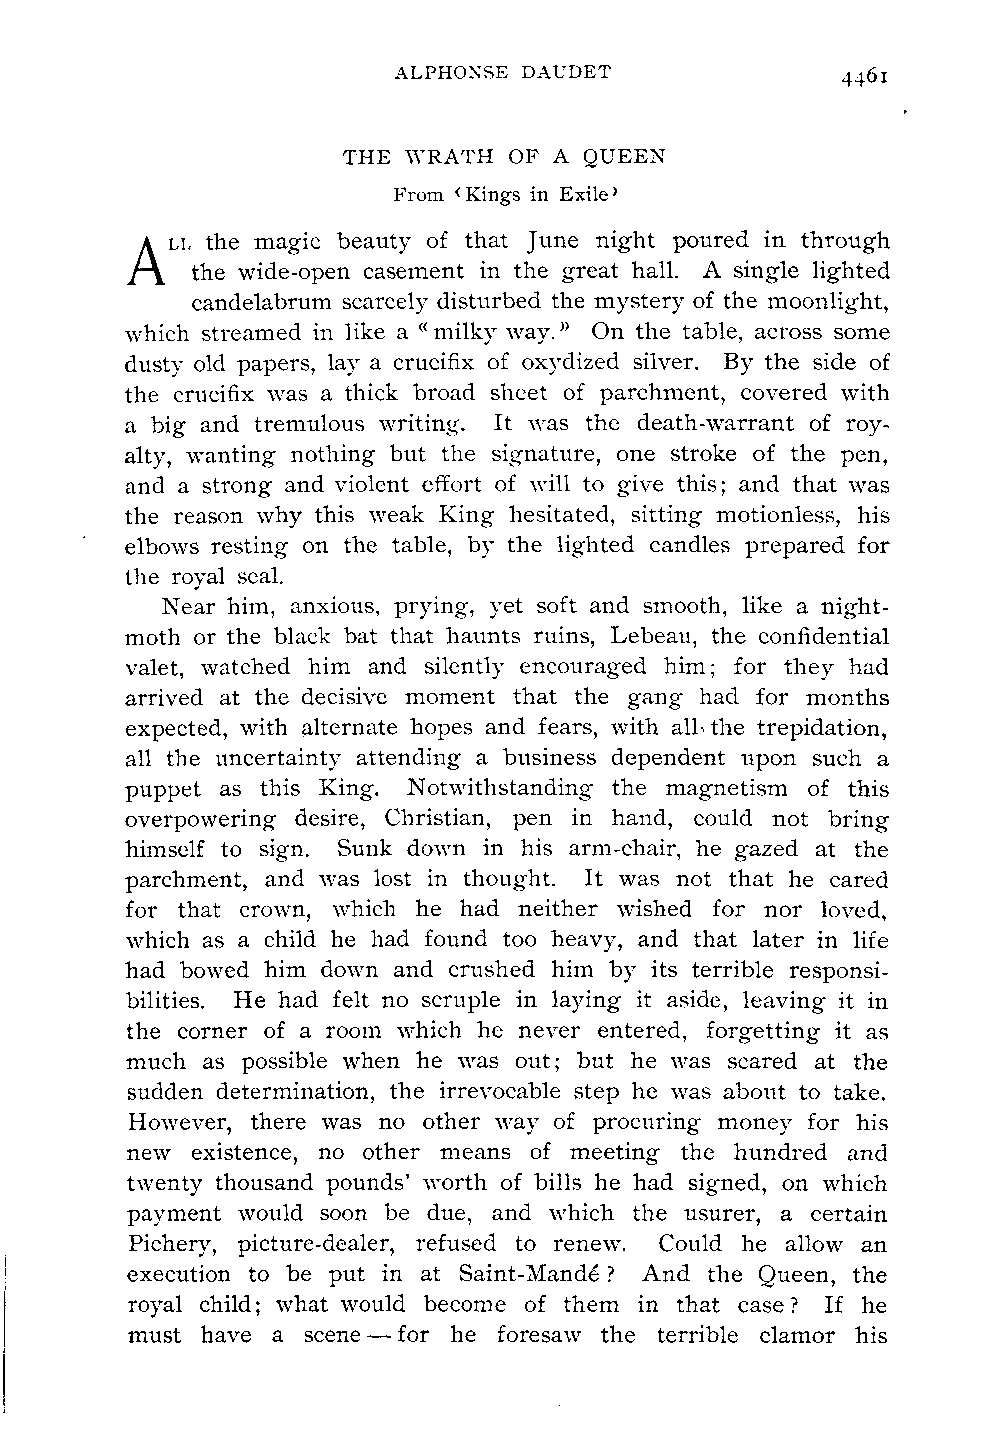 ALPHONSE DAUDET 4461
THE WRATH OF A QUEEN
From ‹Kings in Exile›
ALL the magic beauty of that June night poured in through
the wide-open casement in the great hall. A single lighted
candelabrum scarcely disturbed the mystery of the moonlight,
which streamed in like a "milky way." On the table, across some
dusty old papers, lay a crucifix of oxydized silver. By the side of
the crucifix was a thick broad sheet of parchment, covered with
a big and tremulous writing. It was the death-warrant of roy-
alty, wanting nothing but the signature, one stroke of the pen,
and a strong and violent effort of will to give this; and that was
the reason why this weak King hesitated, sitting motionless, his
elbows resting on the table, by the lighted candles prepared for
the royal seal.
Near him, anxious, prying, yet soft and smooth, like a night-
moth or the black bat that haunts ruins, Lebeau, the confidential
valet, watched him and silently encouraged him; for they had
arrived at the decisive moment that the gang had for months
expected, with alternate hopes and fears, with all the trepidation,
all the uncertainty attending a business dependent upon such a
puppet as this King. Notwithstanding the magnetism of this
overpowering desire, Christian, pen in hand, could not bring
himself to sign. Sunk down in his arm-chair, he gazed at the
parchment, and was lost in thought. It was not that he cared
for that crown, which he had neither wished for nor loved,
which as a child he had found too heavy, and that later in life
had bowed him down and crushed him by its terrible responsi-
bilities. He had felt no scruple in laying it aside, leaving it in
the corner of a room which he never entered, forgetting it as
much as possible when he was out; but he was scared at the
sudden determination, the irrevocable step he was about to take.
However, there was no other way of procuring money for his
new existence, no other means of meeting the hundred and
twenty thousand pounds' worth of bills he had signed, on which
payment would soon be due, and which the usurer, a certain
Pichery, picture-dealer, refused to renew. Could he allow an
execution to be put in at Saint-Mandé? And the Queen, the
royal child; what would become of them in that case? If he
must have a scene—for he foresaw the terrible clamor his